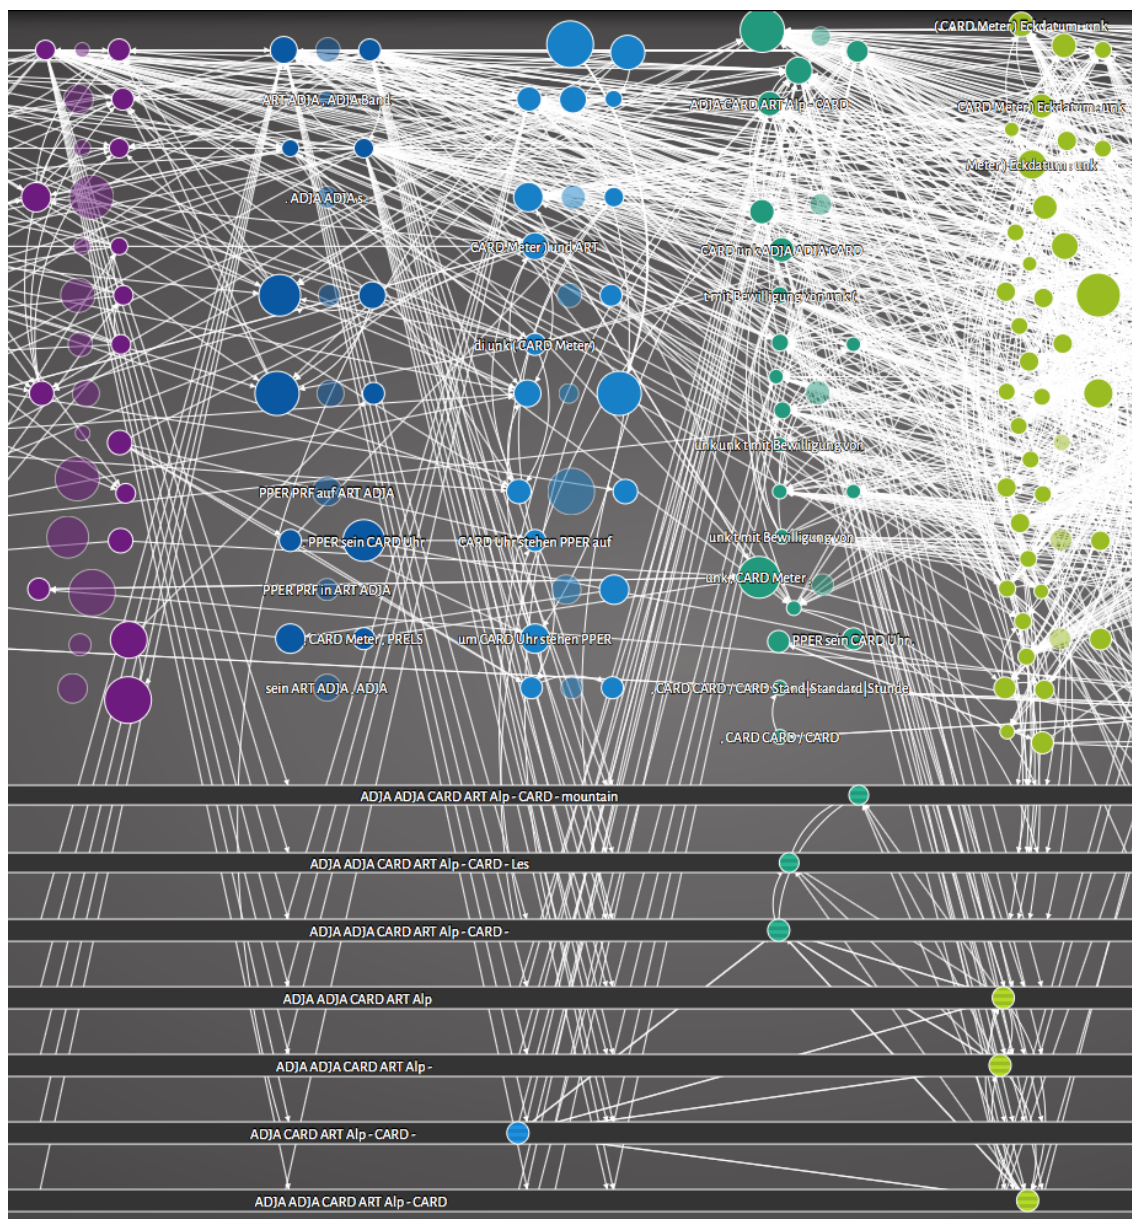 ( CARD Meter ) Eckdatum : unk
ART ADJA , ADJA Band
ADJA CARD ART Alp - CARD -
CARD Meter ) Eckdatum : unk
Meter ) Eckdatum : unk
. ADJA ADJA s
CARD Meter ) und ART
CARD unk ADJA ADJA CARD
t mit Bewilligung von unk (
di unk ( CARD Meter )
unk unk t mit Bewilligung von
PPER PRF auf ART ADJA
PPER sein CARD Uhr
CARD Uhr stehen PPER auf
unk t mit Bewilligung von
PPER PRF in ART ADJA
unk , CARD Meter ,
, CARD Meter , PRELS
um CARD Uhr stehen PPER
PPER sein CARD Uhr ,
sein ART ADJA , ADJA
, CARD CARD / CARD Stand|Standard|Stunde
, CARD CARD / CARD
ADJA ADJA CARD ART Alp - CARD - mountain
ADJA ADJA CARD ART Alp - CARD - Les
ADJA ADJA CARD ART Alp - CARD -
ADJA ADJA CARD ART Alp
ADJA ADJA CARD ART Alp -
ADJA CARD ART Alp - CARD -
ADJA ADJA CARD ART Alp - CARD